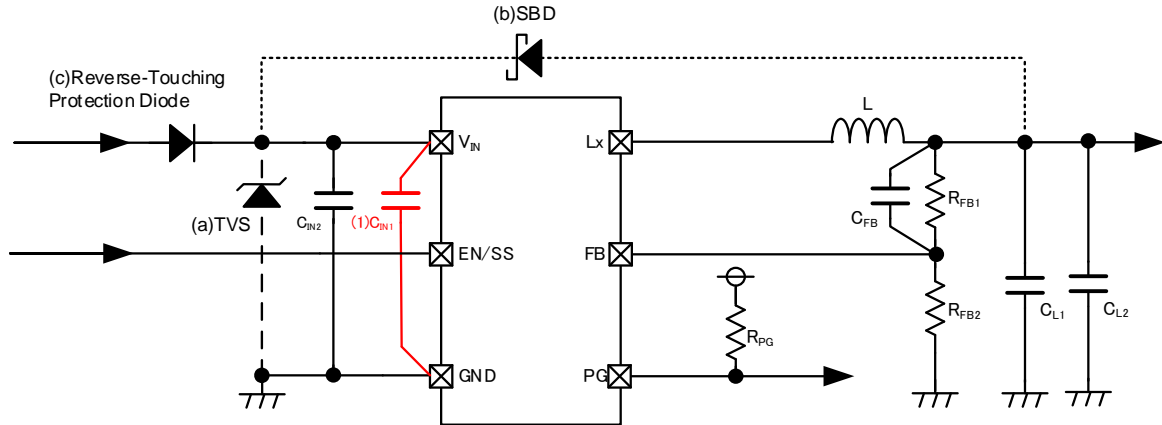 (b)SBD
(c)Reverse-Touching
Protection Diode
L
VIN
Lx
RFB1
CFB
(a)TVS
CIN2
(1)CIN1
EN/SS
FB
RFB2
CL1
CL2
RPG
GND
PG